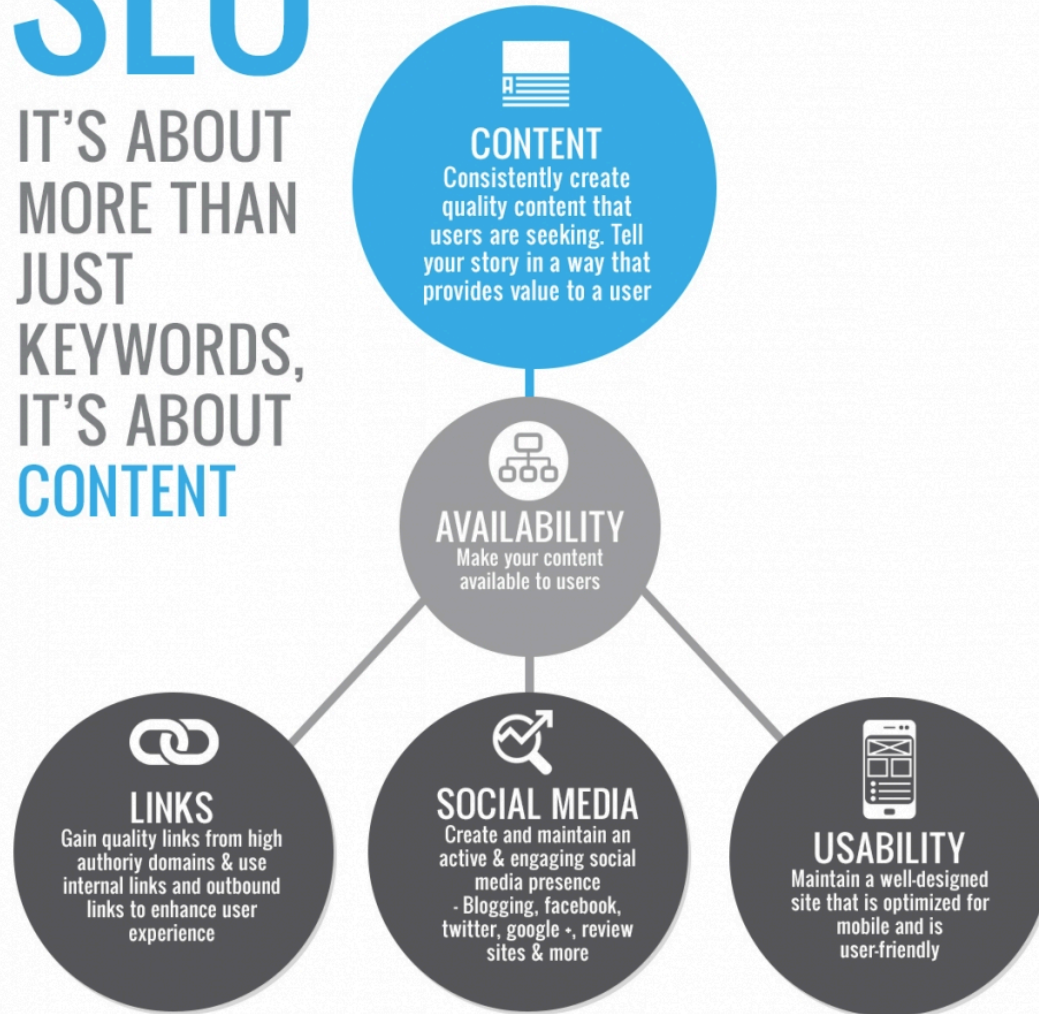 SEO
IT'S ABOUT
MORE THAN
JUST
KEYWORDS,
IT'S ABOUT
CONTENT
CONTENT
Consistently create
quality content that
users are seeking. Tell
your story in a way that
provides value to a user
AVAILABILITY
Make your content
available to users
LINKS
Gain quality links from high
authoriy domains & use
internal links and outbound
links to enhance user
experience
SOCIAL MEDIA
Create and maintain an
active & engaging social
media presence
- Blogging, facebook,
twitter, google +, review
sites & more
USABILITY
Maintain a well-designed
site that is optimized for
mobile and is
user-friendly